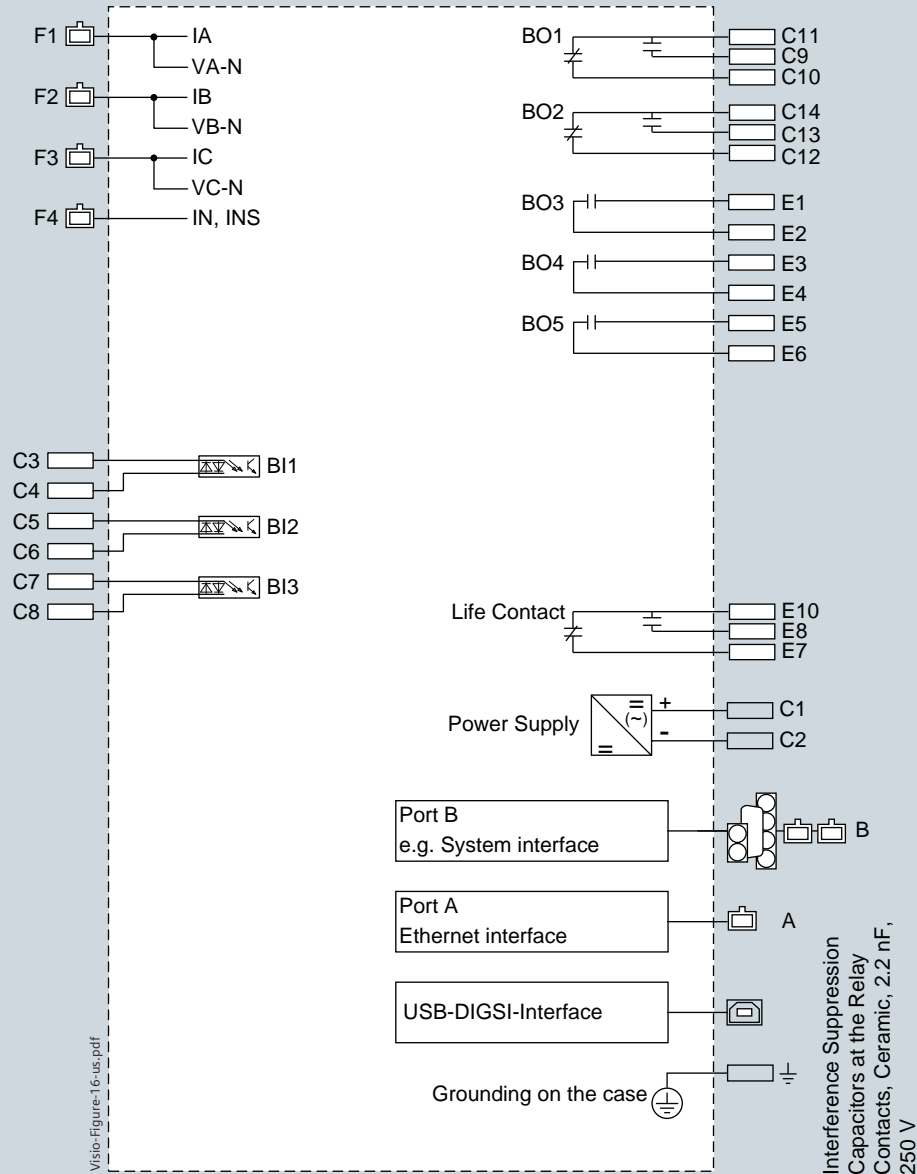 F1
IA
VA-N
F2
IB
VB-N
F3
IC
VC-N
F4
IN, INS
BO1
C11
C9
C10
BO2
C14
C13
C12
BO3
E1
E2
BO4
E3
E4
BO5
E5
E6
C3
BI1
C4
C5
BI2
C6
C7
BI3
C8
Life Contact
E10
E8
E7
Power Supply
=
(~)
=
+
-
C1
C2
Port B
e.g. System interface
B
Port A
Ethernet interface
A
USB-DIGSI-Interface
Grounding on the case
Interference Suppression
Capacitors at the Relay
Contacts, Ceramic, 2.2 nF,
250 V
Visio-Figure-16-us.pdf